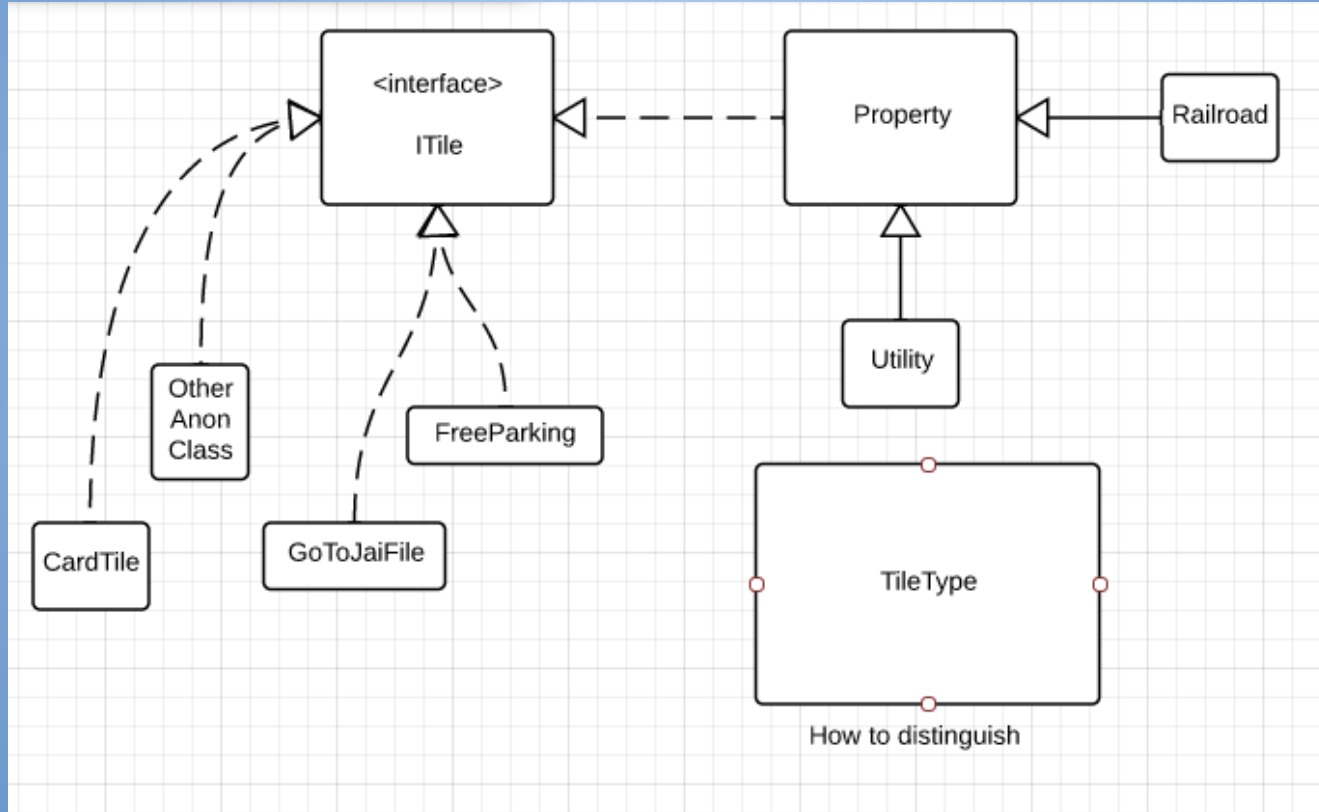 <interface>
ITile
Property
Railroad
Utility
Other
Anon
Class
FreeParking
CardTile
GoToJaiFile
TileType
How to distinguish